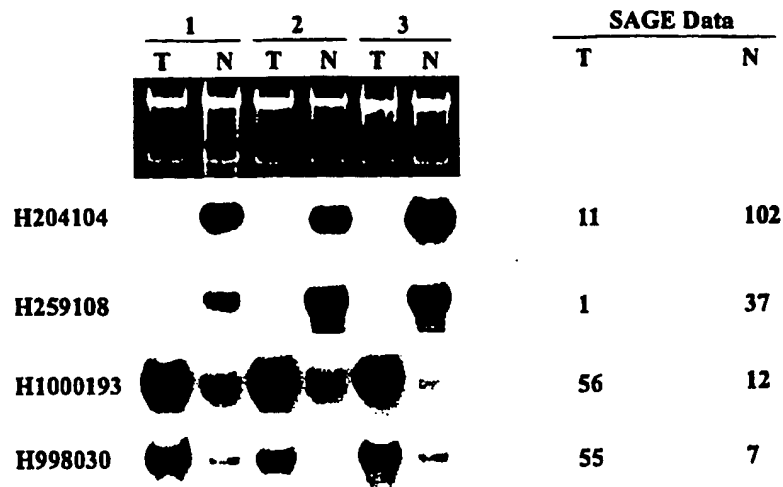 1 2 3 SAGE Data
T N T N T N T N
H204104 11 102
H259108 1 37
H1000193 56 12
H998030 55 7